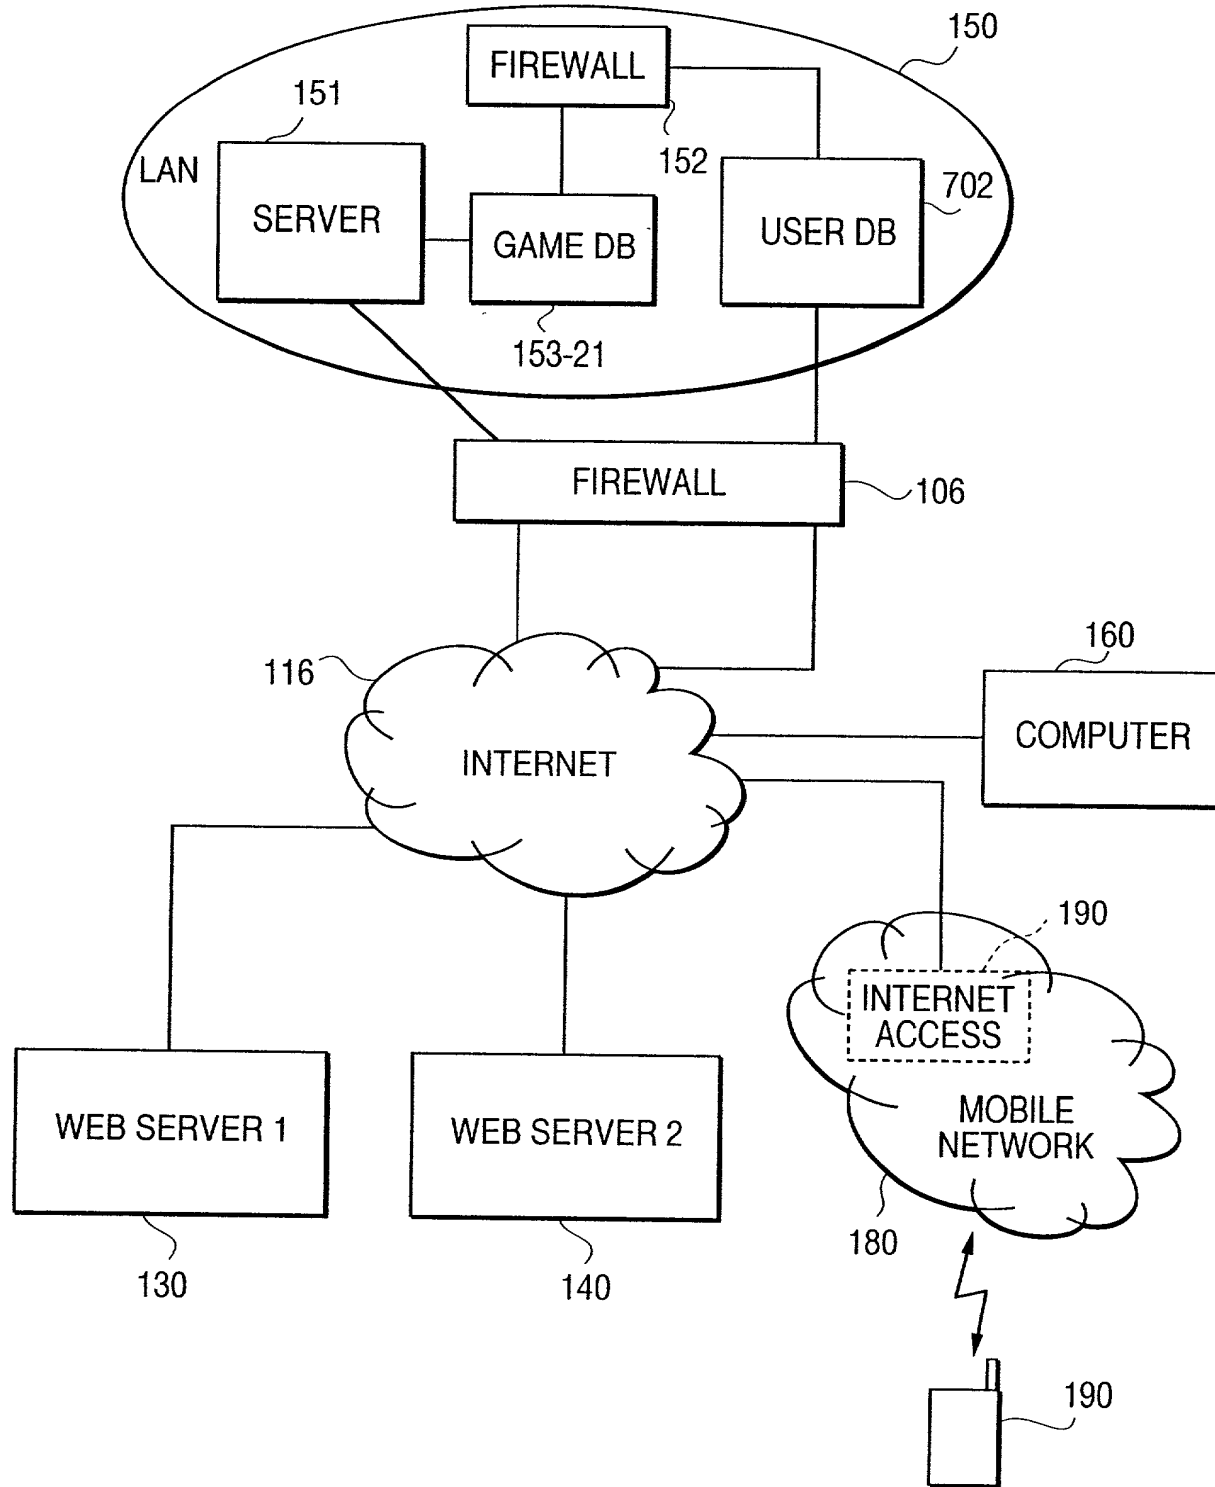 150
FIREWALL
151
152
LAN
702
SERVER
GAME DB
USER DB
153-21
FIREWALL
106
116
160
INTERNET
COMPUTER
190
INTERNET
ACCESS
MOBILE
NETWORK
WEB SERVER 1
WEB SERVER 2
180
130
140
190